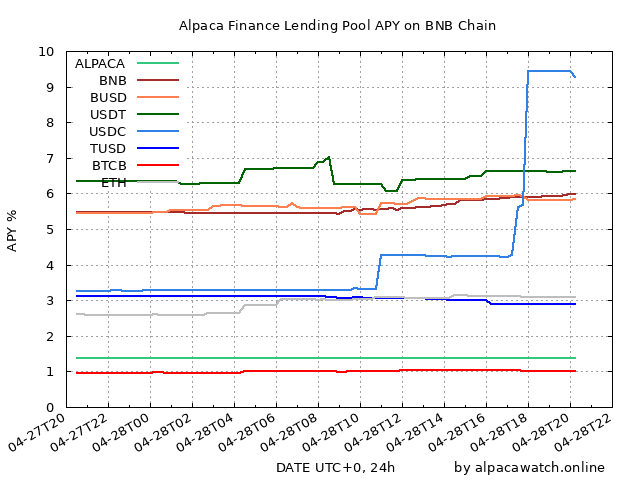 Alpaca Finance Lending Pool APY on BNB Chain
10
9
8
7
6
5
4
3
2
1
0
APY %
ALPACA
BNB
BUSD
USDT
USDC
TUSD
BTCB
ETH
04-27T20
04-27T22
04-28T00
04-28T02
04-28T04
04-28T06
04-28T08
04-28T10
04-28T12
04-28T14
04-28T16
04-28T18
04-28T20
04-28T22
DATE UTC+0, 24h
by alpacawatch.online